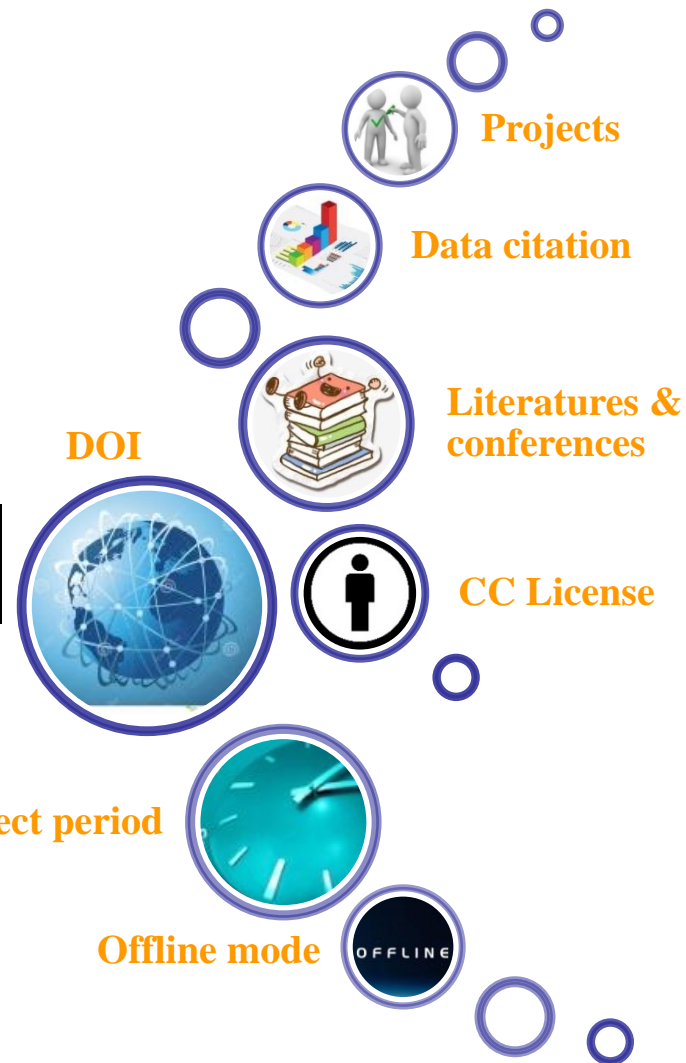 Projects
Data citation
Literatures &
conferences
DOI
CC License
ect period
Offline mode
OFFLINE